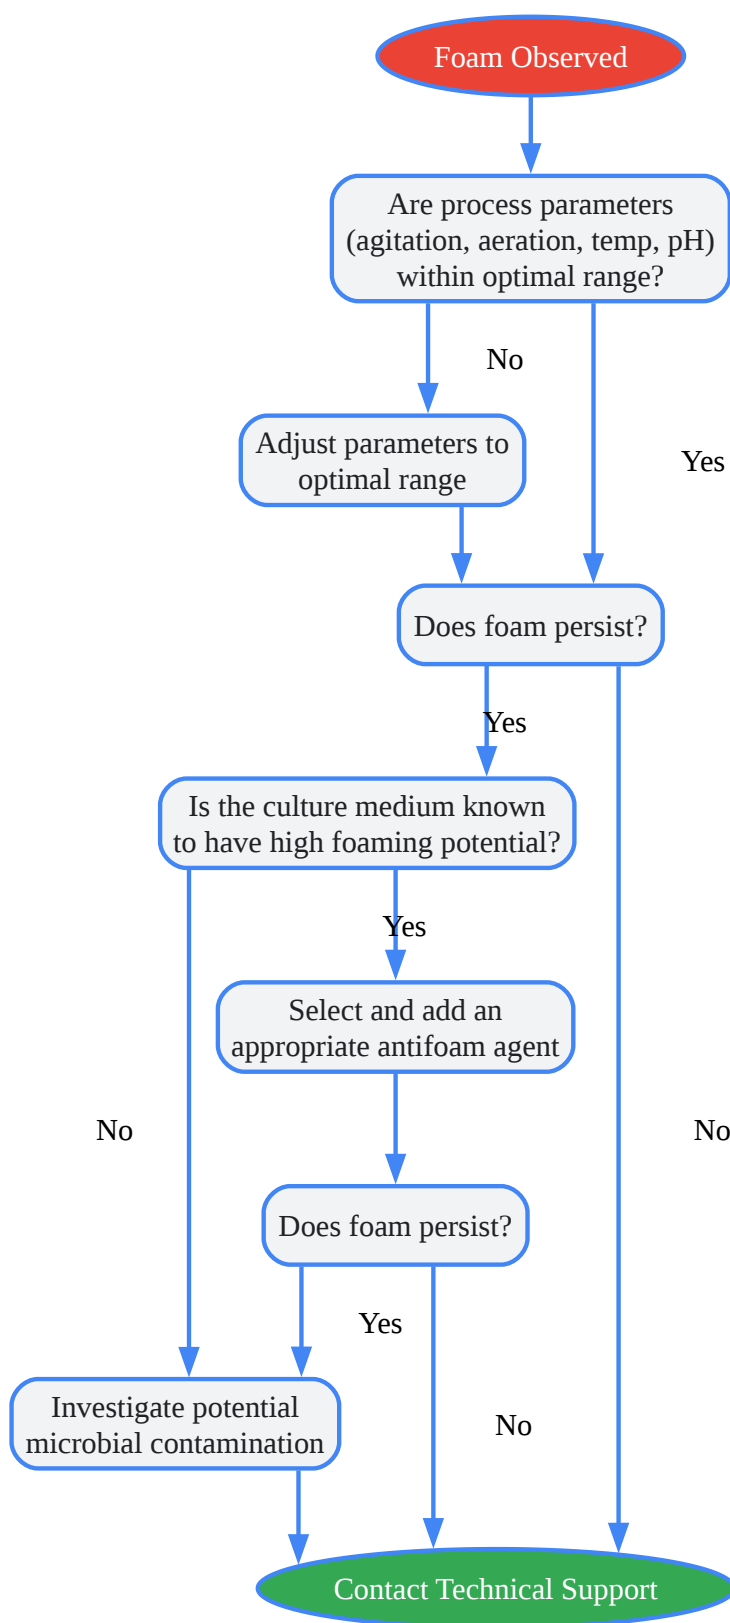 Foam Observed
Are process parameters
(agitation, aeration, temp, pH)
within optimal range?
No
Adjust parameters to
optimal range
Yes
Does foam persist?
Yes
Is the culture medium known
to have high foaming potential?
Yes
Select and add an
appropriate antifoam agent
No
No
Does foam persist?
Yes
Investigate potential
microbial contamination
No
Contact Technical Support